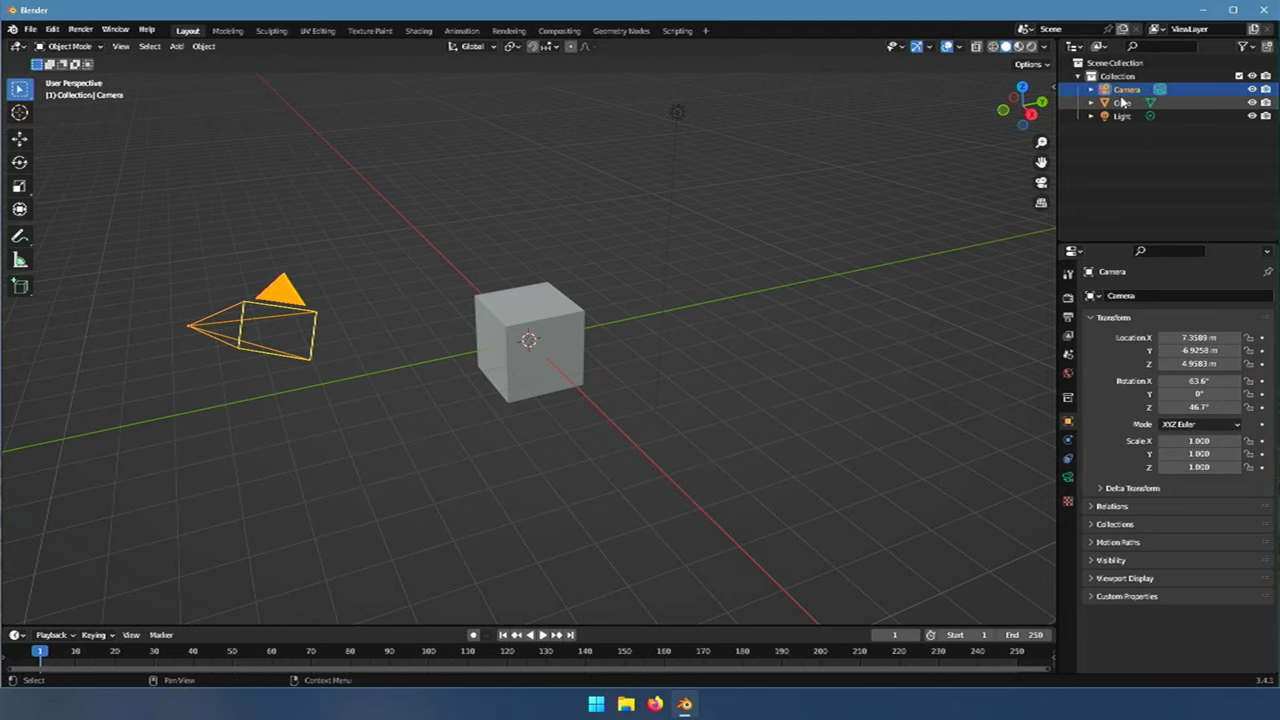 Blender
File Edit Render Window Help Layout Modeling Sculpting UV Editing Texture Paint Shading Animation Rendering Compositing Geometry Nodes Scripting + Scene ViewLayer
Object Mode View Select Add Object Global
Options
User Perspective
(1) Collection | Camera
Z
Y
X
Scene Collection
Collection
Camera
Light
Camera
Camera
Transform
Location X 7.3589 m
Y -6.9258 m
Z 4.9583 m
Rotation X 63.6°
Y 0°
Z 46.7°
Mode XYZ Euler
Scale X 1.000
Y 1.000
Z 1.000
Delta Transform
Relations
Collections
Motion Paths
Visibility
Viewport Display
Custom Properties
Playback Keying View Marker 1 Start 1 End 250
1 10 20 30 40 50 60 70 80 90 100 110 120 130 140 150 160 170 180 190 200 210 220 230 240 250
Select Pan View Context Menu 3.4.1